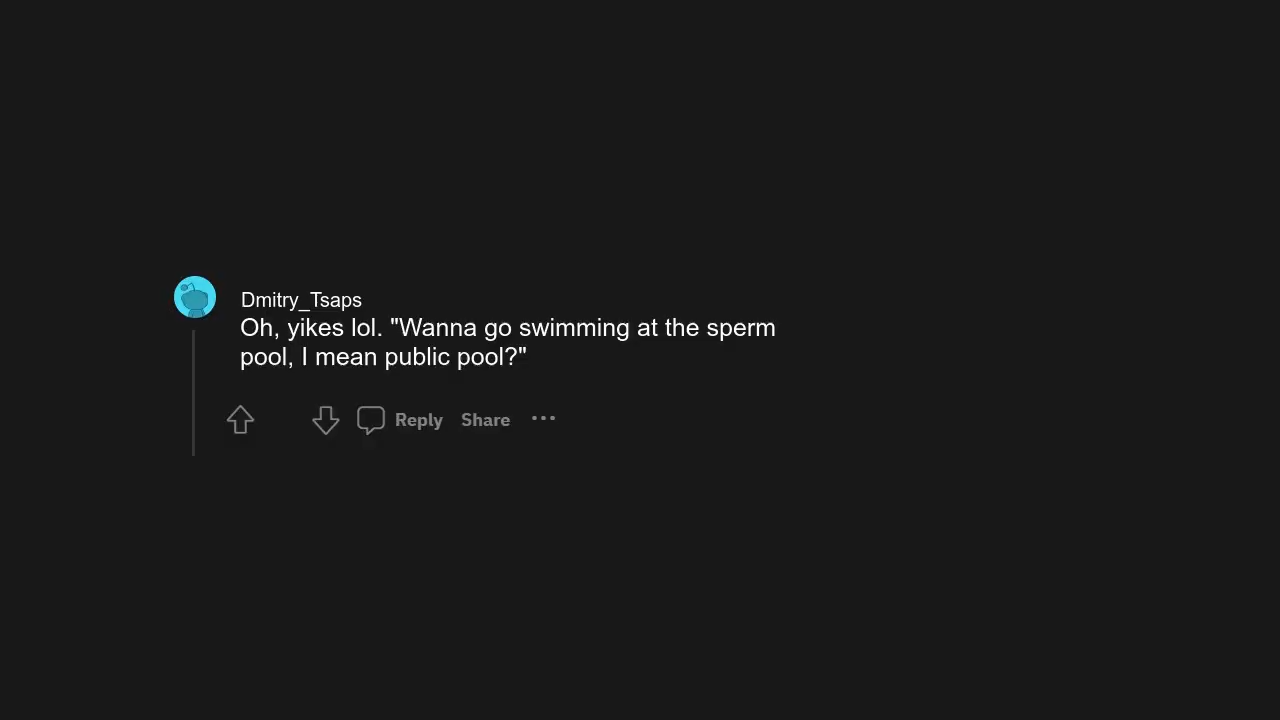 Dmitry_Tsaps
Oh, yikes lol. "Wanna go swimming at the sperm
pool, I mean public pool?"
Reply Share